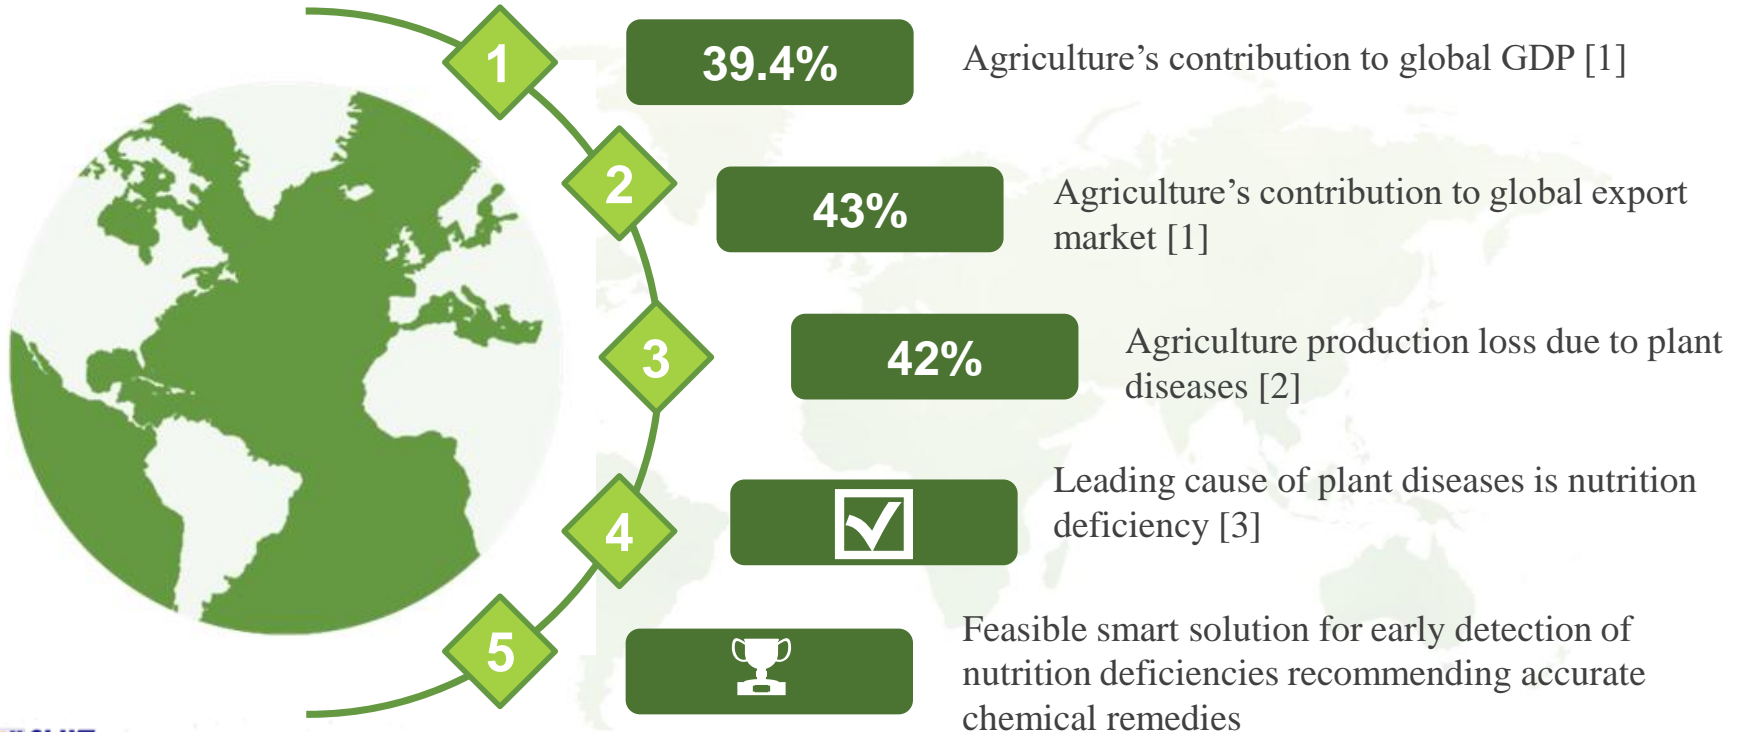 1
39.4%
Agriculture’s contribution to global GDP [1]
2
43%
Agriculture’s contribution to global export
market [1]
3
42%
Agriculture production loss due to plant
diseases [2]
4
Leading cause of plant diseases is nutrition
deficiency [3]
5
Feasible smart solution for early detection of
nutrition deficiencies recommending accurate
chemical remedies